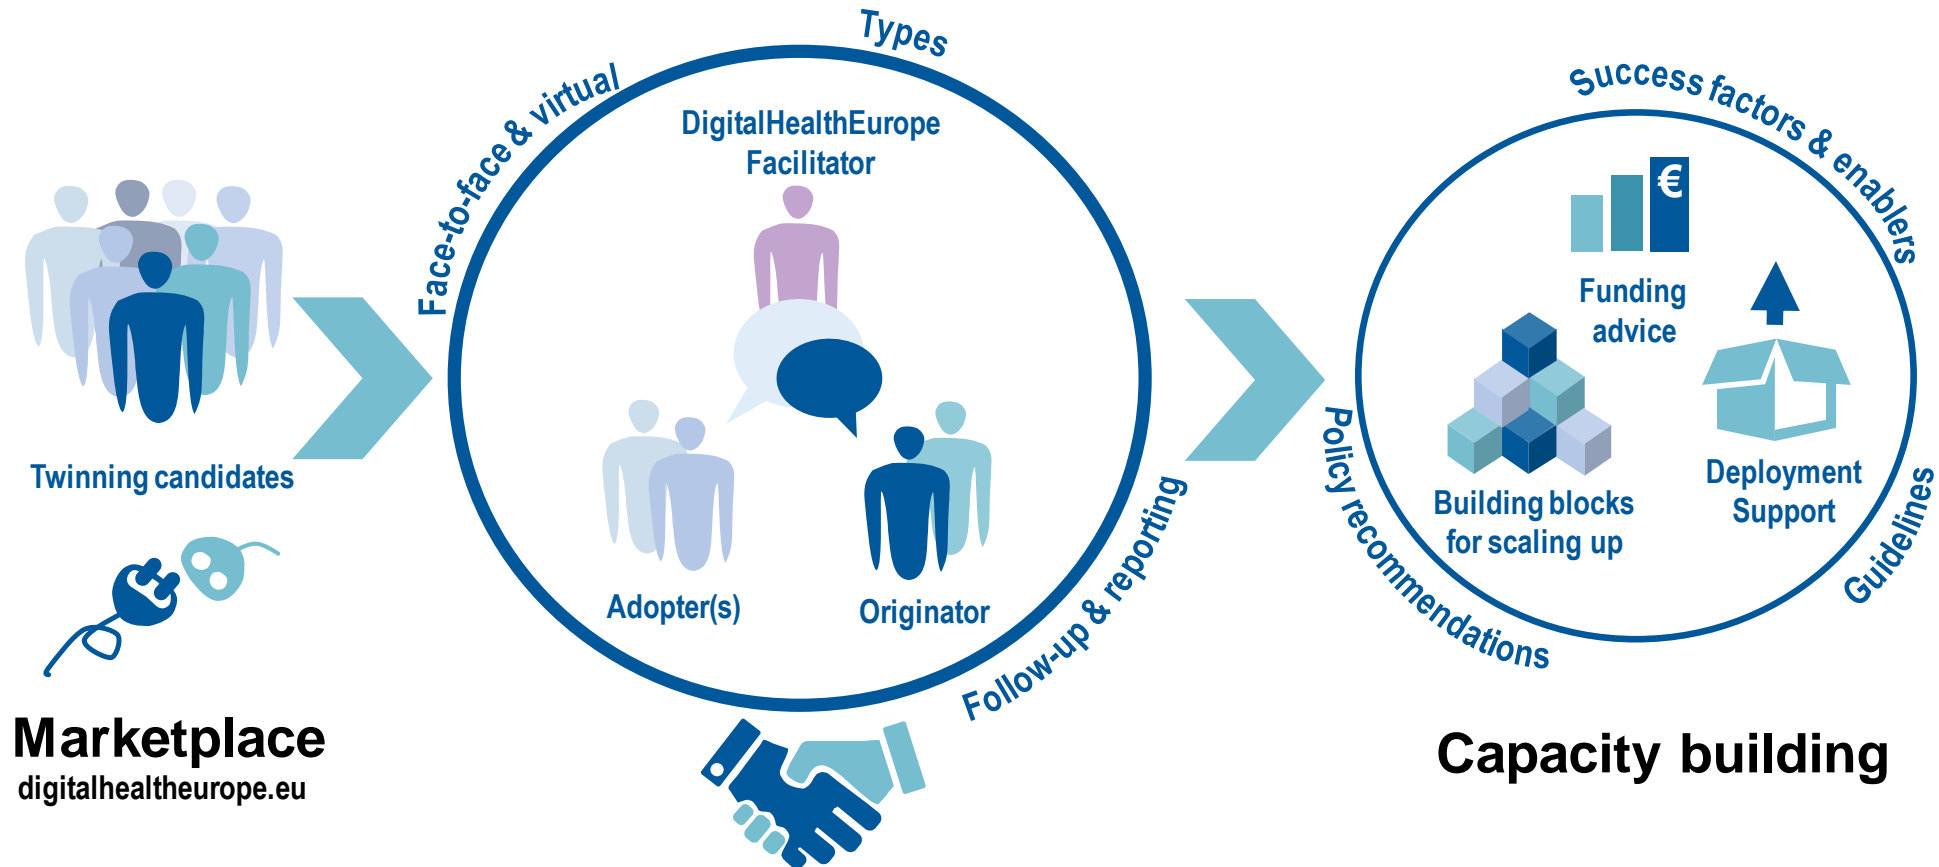 Twinning candidates
Marketplace
digitalhealtheurope.eu
Face-to-face & virtual
Types
DigitalHealthEurope
Facilitator
Adopter(s)
Originator
Follow-up & reporting
Success factors & enablers
€
Funding
advice
Building blocks
for scaling up
Deployment
Support
Policy recommendations
Guidelines
Capacity building